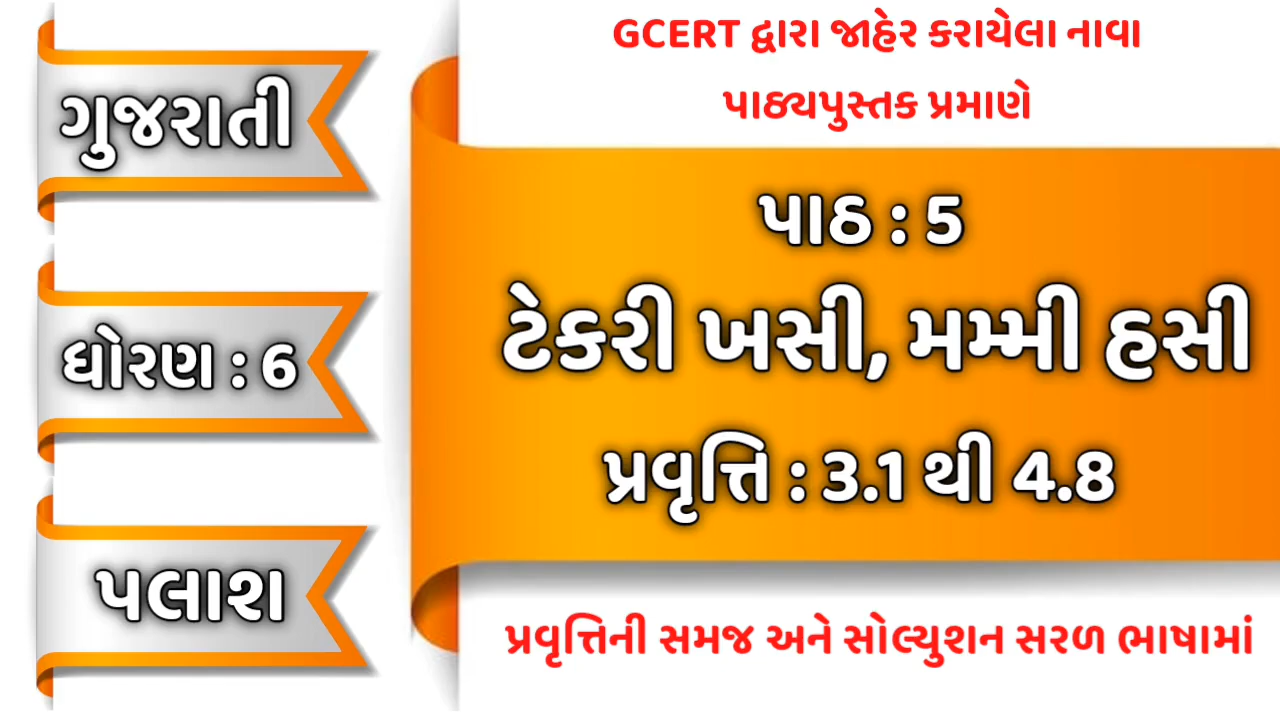 ગુજરાતી
ધોરણ : 6
પલાશ
GCERT દ્વારા જાહેર કરાયેલા નાવા
પાઠ્યપુસ્તક પ્રમાણે
પાઠ : 5
ટેકરી ખસી, મમ્મી હસી
પ્રવૃત્તિ : 3.1 થી 4.8
પ્રવૃત્તિની સમજ અને સોલ્યુશન સરળ ભાષામાં